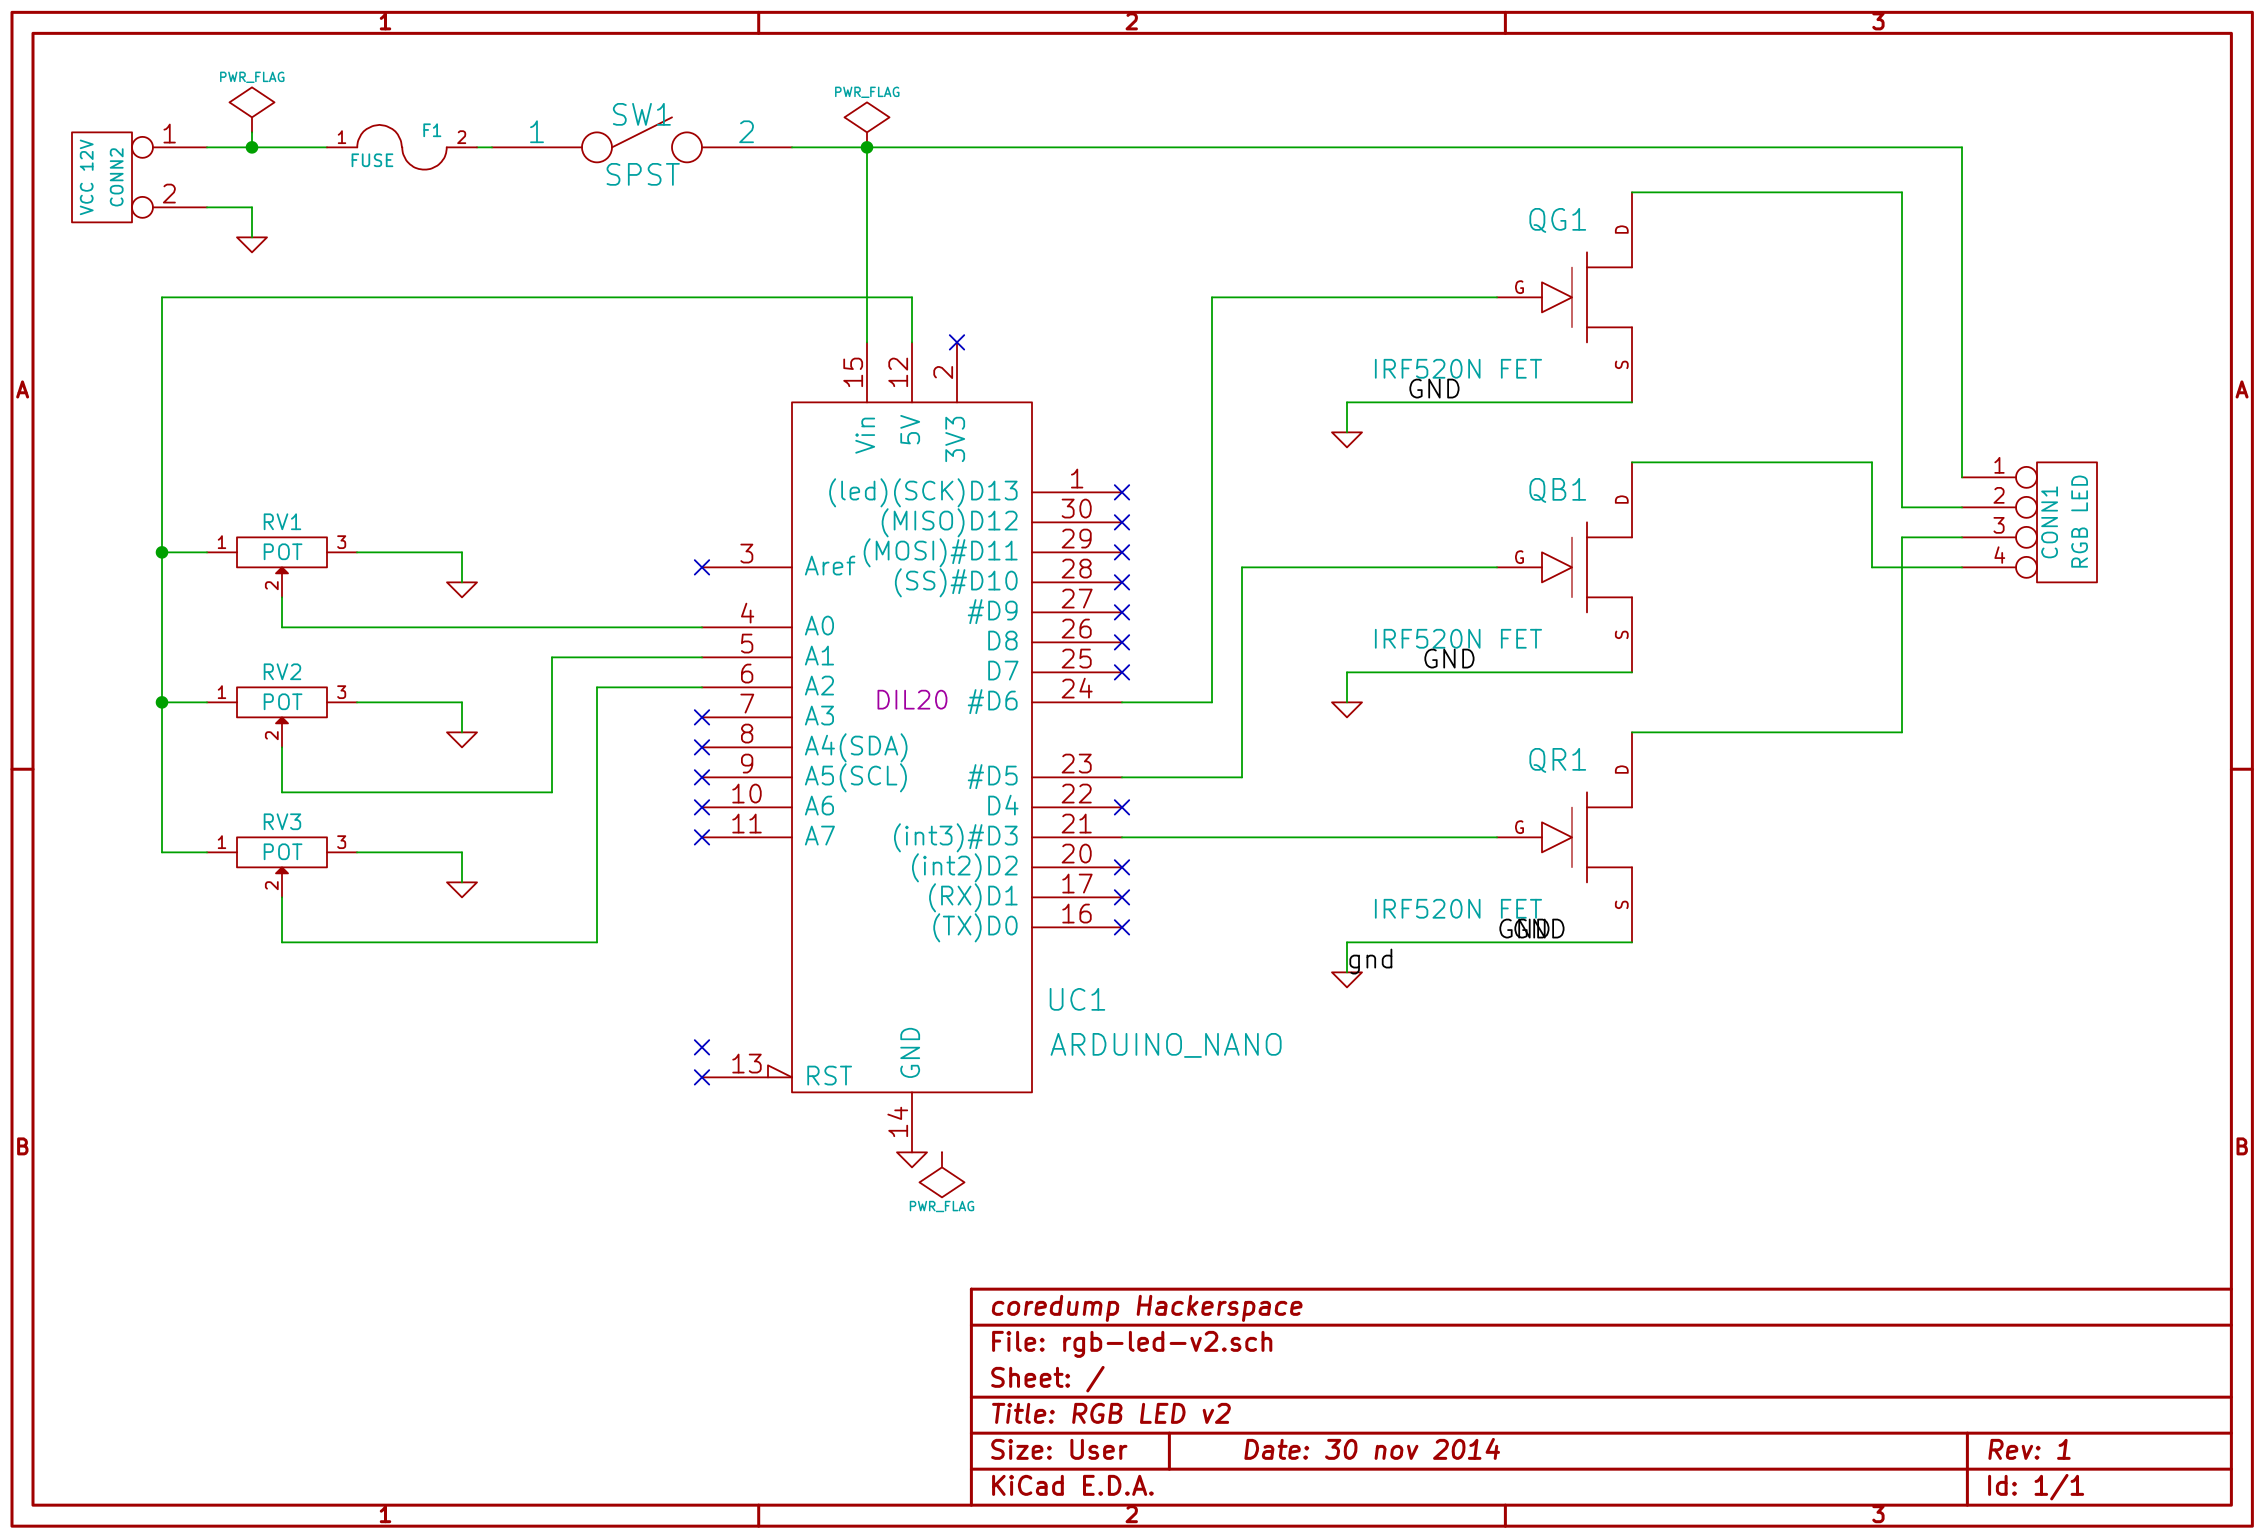 1 2 3
PWR_FLAG
PWR_FLAG
VCC 12V
CONN2
1
2
1 F1 2
FUSE
1 SW1 2
SPST
QG1
D
G
S
IRF520N FET
GND
A A
15 12 2
Vin 5V 3V3
RV1
1 POT 3
2
RV2
1 POT 3
2
RV3
1 POT 3
2
3 Aref
4 A0
5 A1
6 A2
7 A3
8 A4(SDA)
9 A5(SCL)
10 A6
11 A7
13 RST
DIL20
(led)(SCK)D13 1
(MISO)D12 30
(MOSI)#D11 29
(SS)#D10 28
#D9 27
D8 26
D7 25
#D6 24
#D5 23
D4 22
(int3)#D3 21
(int2)D2 20
(RX)D1 17
(TX)D0 16
GND
14
UC1
ARDUINO_NANO
PWR_FLAG
QB1
D
G
S
IRF520N FET
GND
1
2
3
4
CONN1
RGB LED
QR1
D
G
S
IRF520N FET
GND GND
gnd
B B
coredump Hackerspace
File: rgb-led-v2.sch
Sheet: /
Title: RGB LED v2
Size: User Date: 30 nov 2014 Rev: 1
KiCad E.D.A. Id: 1/1
1 2 3